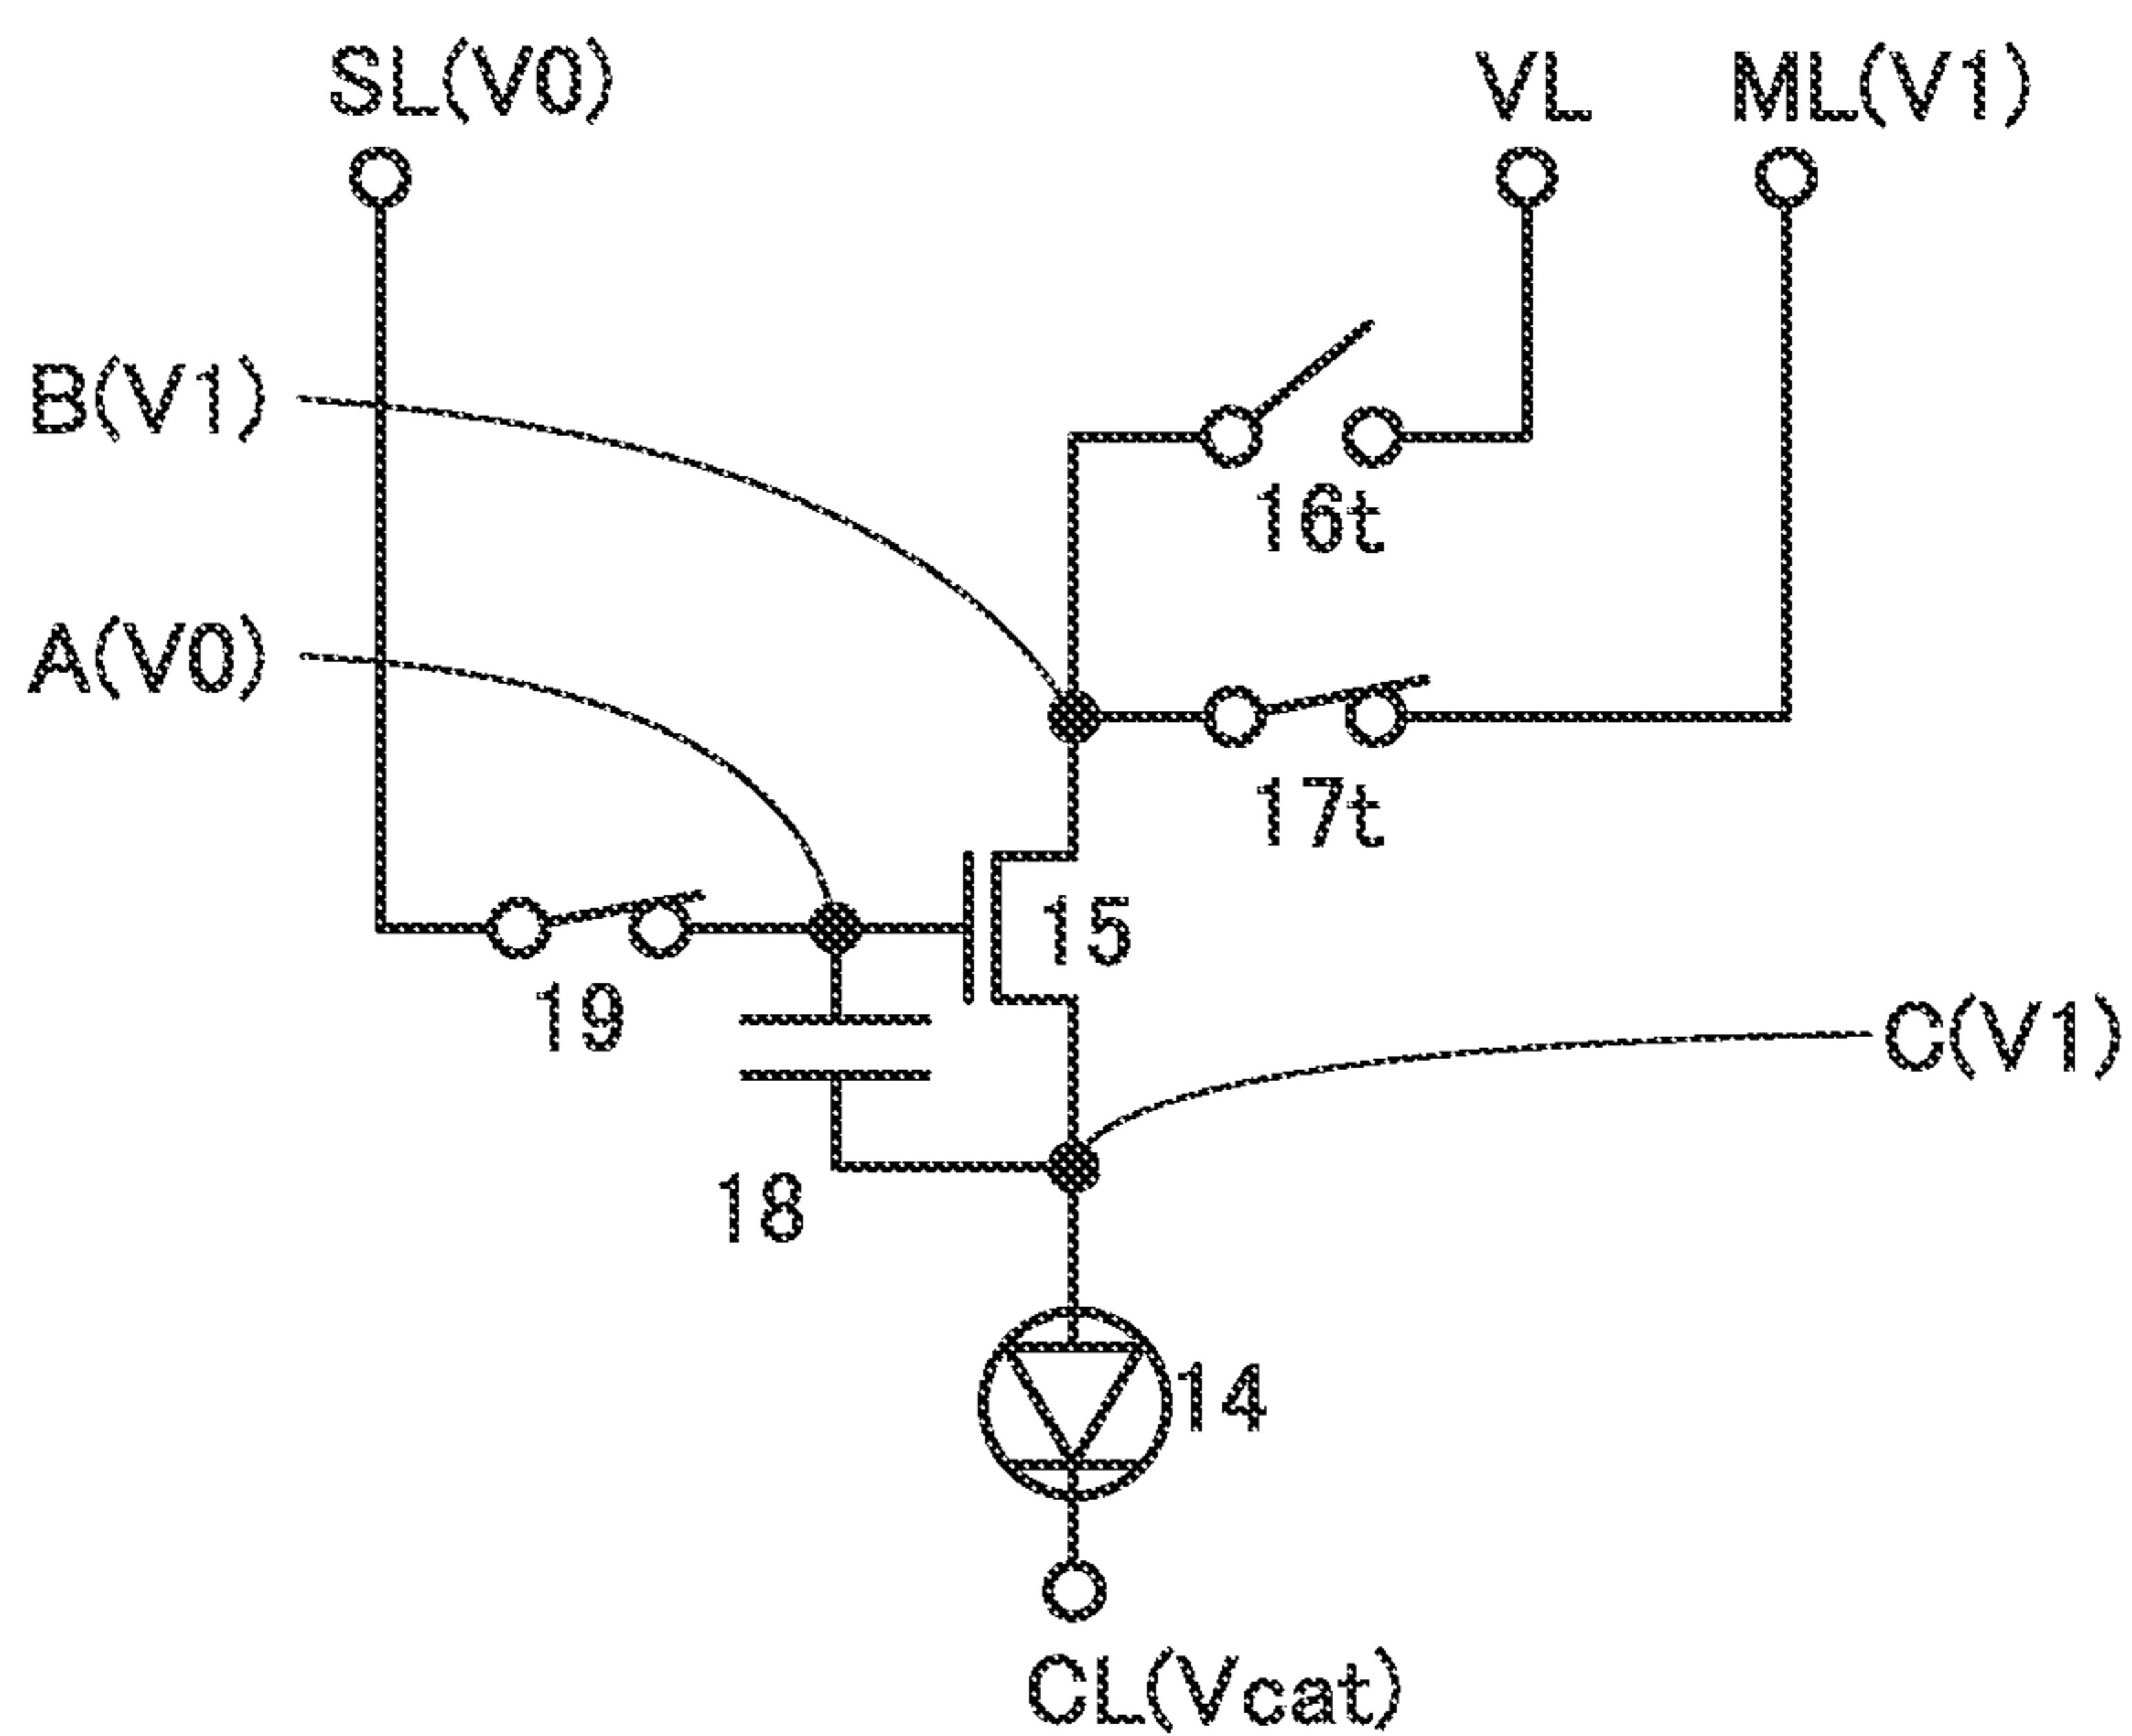 SL(V0)
VL
ML(V1)
B(V1)
16t
A(V0)
17t
15
19
C(V1)
18
14
CL(Vcat)